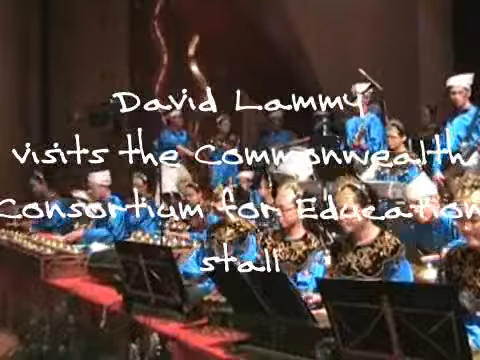 David Lammy
visits the Commonwealth
Consortium for Education
stall